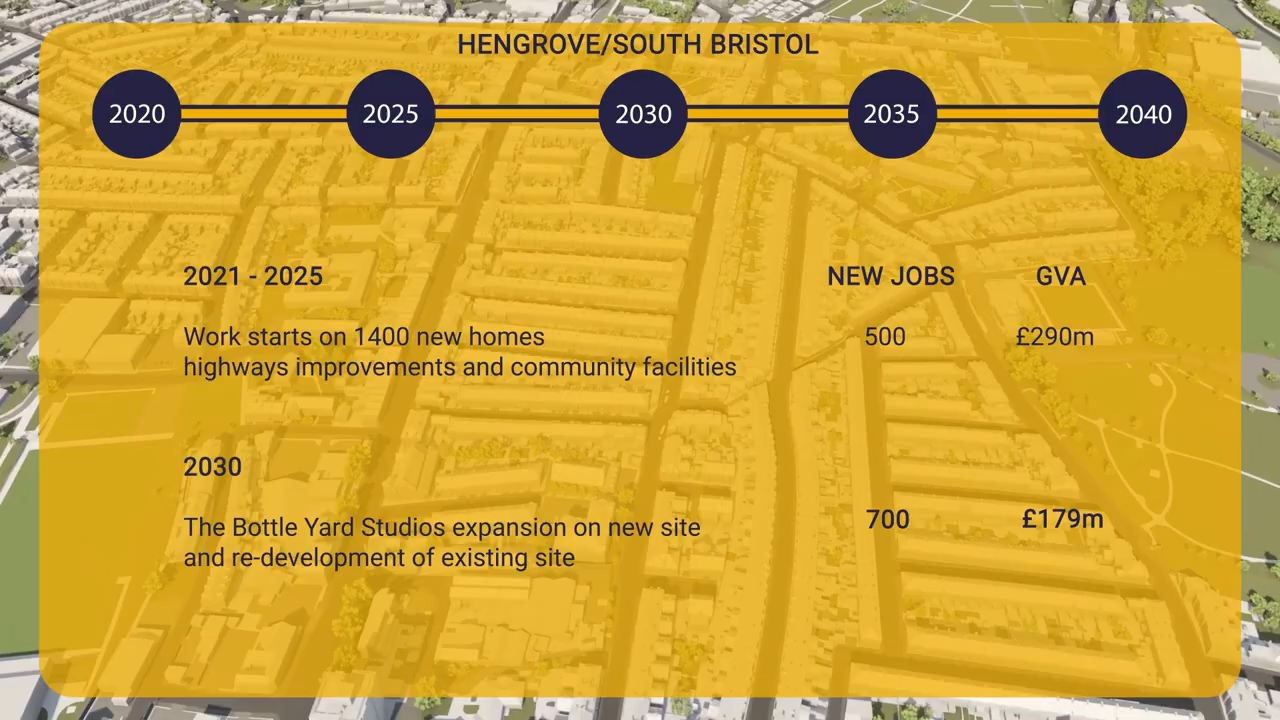 HENGROVE/SOUTH BRISTOL
2020 2025 2030 2035 2040
2021 - 2025 NEW JOBS GVA
Work starts on 1400 new homes 500 £290m
highways improvements and community facilities
2030
The Bottle Yard Studios expansion on new site 700 £179m
and re-development of existing site